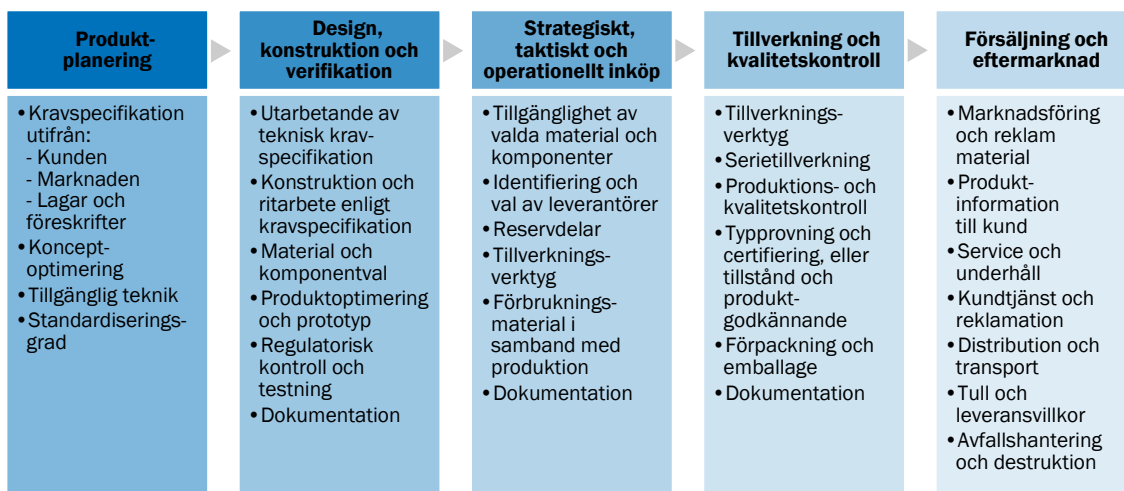 Produkt-
planering
Design,
konstruktion och
verifikation
Strategiskt,
taktiskt och
operationellt inköp
Tillverkning och
kvalitetskontroll
Försäljning och
eftermarknad
•Kravspecifikation
utifrån:
- Kunden
- Marknaden
- Lagar och
föreskrifter
•Koncept-
optimering
•Tillgänglig teknik
•Standardiserings-
grad
•Utarbetande av
teknisk krav-
specifikation
•Konstruktion och
ritarbete enligt
kravspecifikation
•Material och
komponentval
•Produktoptimering
och prototyp
•Regulatorisk
kontroll och
testning
•Dokumentation
•Tillgänglighet av
valda material och
komponenter
•Identifiering och
val av leverantörer
•Reservdelar
•Tillverknings-
verktyg
•Förbruknings-
material i
samband med
produktion
•Dokumentation
•Tillverknings-
verktyg
•Serietillverkning
•Produktions- och
kvalitetskontroll
•Typprovning och
certifiering, eller
tillstånd och
produkt-
godkännande
•Förpackning och
emballage
•Dokumentation
•Marknadsföring
och reklam
material
•Produkt-
information
till kund
•Service och
underhåll
•Kundtjänst och
reklamation
•Distribution och
transport
•Tull och
leveransvillkor
•Avfallshantering
och destruktion